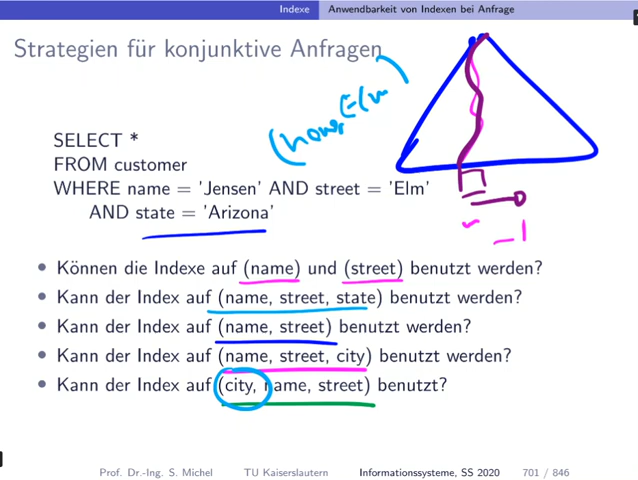 Indexe Anwendbarkeit von Indexen bei Anfrage
Strategien für konjunktive Anfragen
SELECT *
FROM customer
WHERE name = 'Jensen' AND street = 'Elm'
AND state = 'Arizona'
• Können die Indexe auf (name) und (street) benutzt werden?
• Kann der Index auf (name, street, state) benutzt werden?
• Kann der Index auf (name, street) benutzt werden?
• Kann der Index auf (name, street, city) benutzt werden?
• Kann der Index auf (city, name, street) benutzt?
Prof. Dr.-Ing. S. Michel TU Kaiserslautern Informationssysteme, SS 2020 701 / 846